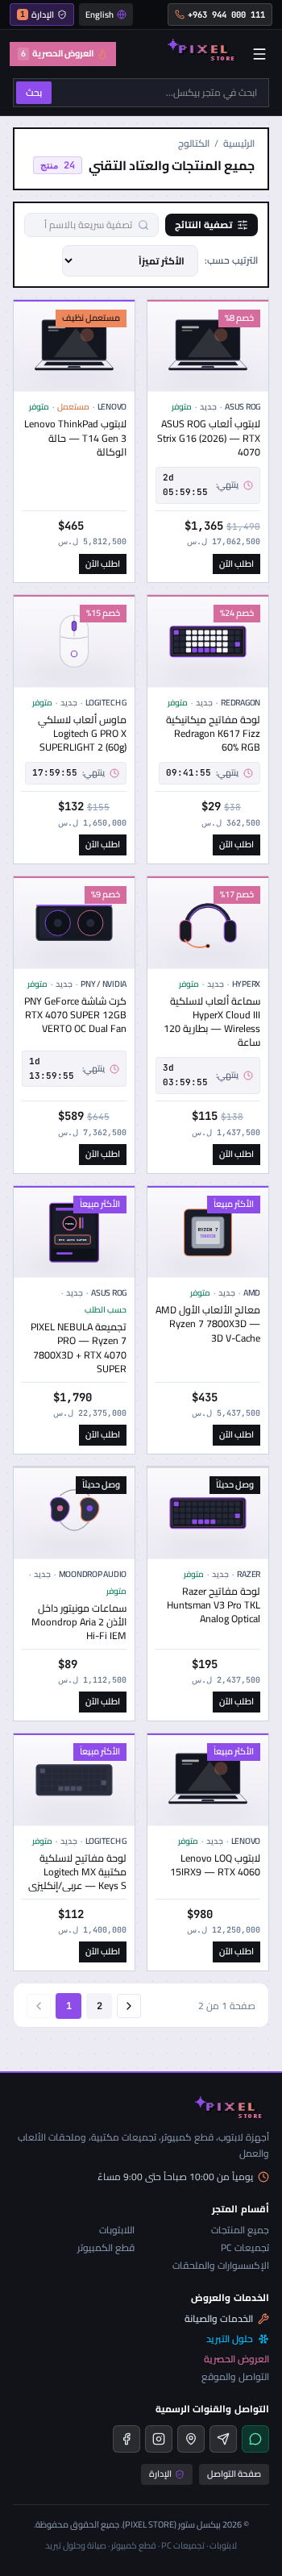 +963 944 000 111
English
الإدارة 1
PIXEL
STORE
العروض الحصرية 6
ابحث في متجر بيكسل...
بحث
الرئيسية / الكتالوج
جميع المنتجات والعتاد التقني 24 منتج
تصفية النتائج
تصفية سريعة بالاسم أ
الترتيب حسب:
الأكثر تميزاً
خصم 8%
ASUS ROG · جديد · متوفر
لابتوب ألعاب ASUS ROG
Strix G16 (2026) — RTX
4070
ينتهي: 2d 05:59:55
$1,365 $1,490
17,062,500 ل.س
اطلب الآن
مستعمل نظيف
LENOVO · مستعمل · متوفر
لابتوب Lenovo ThinkPad
T14 Gen 3 — حالة
الوكالة
$465
5,812,500 ل.س
اطلب الآن
خصم 24%
REDRAGON · جديد · متوفر
لوحة مفاتيح ميكانيكية
Redragon K617 Fizz
60% RGB
ينتهي: 09:41:55
$29 $38
362,500 ل.س
اطلب الآن
خصم 15%
LOGITECH G · جديد · متوفر
ماوس ألعاب لاسلكي
Logitech G PRO X
SUPERLIGHT 2 (60g)
ينتهي: 17:59:55
$132 $155
1,650,000 ل.س
اطلب الآن
خصم 17%
HYPERX · جديد · متوفر
سماعة ألعاب لاسلكية
HyperX Cloud III
Wireless — بطارية 120
ساعة
ينتهي: 3d 03:59:55
$115 $138
1,437,500 ل.س
اطلب الآن
خصم 9%
PNY / NVIDIA · جديد · متوفر
كرت شاشة PNY GeForce
RTX 4070 SUPER 12GB
VERTO OC Dual Fan
ينتهي: 1d 13:59:55
$589 $645
7,362,500 ل.س
اطلب الآن
الأكثر مبيعاً
RYZEN 7
AMD · جديد · متوفر
معالج الألعاب الأول AMD
Ryzen 7 7800X3D —
3D V-Cache
$435
5,437,500 ل.س
اطلب الآن
الأكثر مبيعاً
ASUS ROG · جديد ·
حسب الطلب
تجميعة PIXEL NEBULA
PRO — Ryzen 7
7800X3D + RTX 4070
SUPER
$1,790
22,375,000 ل.س
اطلب الآن
وصل حديثاً
RAZER · جديد · متوفر
لوحة مفاتيح Razer
Huntsman V3 Pro TKL
Analog Optical
$195
2,437,500 ل.س
اطلب الآن
وصل حديثاً
MOONDROP AUDIO · جديد ·
متوفر
سماعات مونيتور داخل
الأذن Moondrop Aria 2
Hi-Fi IEM
$89
1,112,500 ل.س
اطلب الآن
الأكثر مبيعاً
LENOVO · جديد · متوفر
لابتوب Lenovo LOQ
15IRX9 — RTX 4060
$980
12,250,000 ل.س
اطلب الآن
الأكثر مبيعاً
LOGITECH G · جديد · متوفر
لوحة مفاتيح لاسلكية
مكتبية Logitech MX
Keys S — عربي/إنكليزي
$112
1,400,000 ل.س
اطلب الآن
صفحة 1 من 2
2
1
PIXEL
STORE
أجهزة لابتوب، قطع كمبيوتر، تجميعات مكتبية، وملحقات الألعاب
والعمل.
يومياً من 10:00 صباحاً حتى 9:00 مساءً
أقسام المتجر
جميع المنتجات
اللابتوبات
تجميعات PC
قطع الكمبيوتر
الإكسسوارات والملحقات
الخدمات والعروض
الخدمات والصيانة
حلول التبريد
العروض الحصرية
التواصل والموقع
التواصل والقنوات الرسمية
صفحة التواصل
الإدارة
© 2026 بيكسل ستور (PIXEL STORE). جميع الحقوق محفوظة.
لابتوبات · تجميعات PC · قطع كمبيوتر · صيانة وحلول تبريد